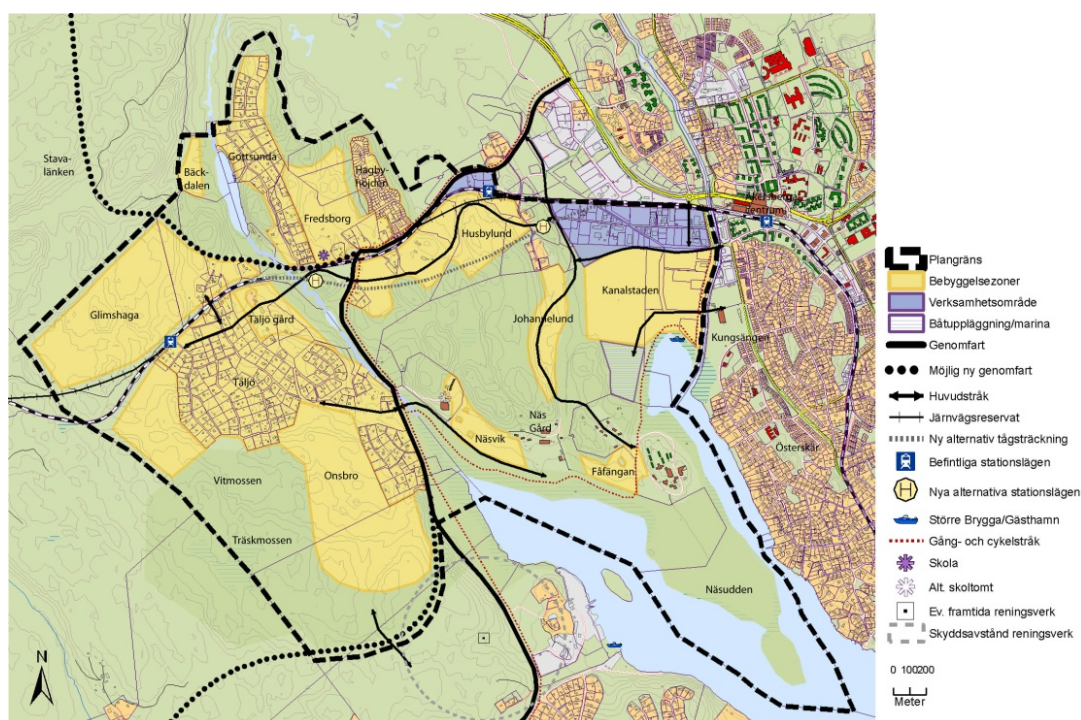 Stava-
länken
Bäck-
dalen
Gottsunda
Hagby-
höjden
Fredsborg
Husbylund
Åkersberga
centrum
Glimshaga
Täljö gård
Johannelund
Kanalstaden
Kungsängen
Täljö
Näs
Gård
Näsvik
Österskär
Fåfängan
Onsbro
Vitmossen
Träskmossen
Näsudden
N
H
H
Plangräns
Bebyggelsezoner
Verksamhetsområde
Båtuppläggning/marina
Genomfart
Möjlig ny genomfart
Huvudstråk
Järnvägsreservat
Ny alternativ tågsträckning
Befintliga stationslägen
H
Nya alternativa stationslägen
Större Brygga/Gästhamn
Gång- och cykelstråk
Skola
Alt. skoltomt
Ev. framtida reningsverk
Skyddsavstånd reningsverk
0 100200
Meter